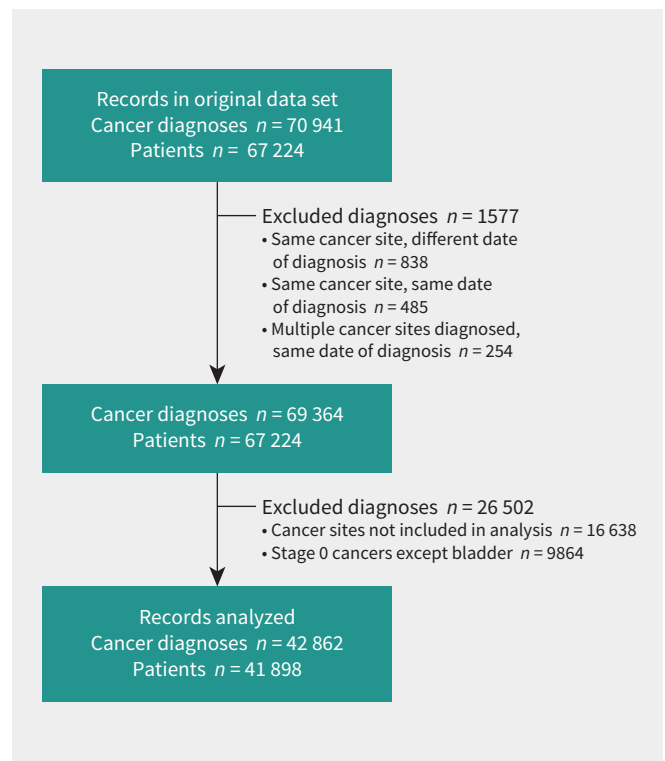 Records in original data set
Cancer diagnoses n = 70 941
Patients n = 67 224
Excluded diagnoses n = 1577
• Same cancer site, different date
of diagnosis n = 838
• Same cancer site, same date
of diagnosis n = 485
• Multiple cancer sites diagnosed,
same date of diagnosis n = 254
Cancer diagnoses n = 69 364
Patients n = 67 224
Excluded diagnoses n = 26 502
• Cancer sites not included in analysis n = 16 638
• Stage 0 cancers except bladder n = 9864
Records analyzed
Cancer diagnoses n = 42 862
Patients n = 41 898